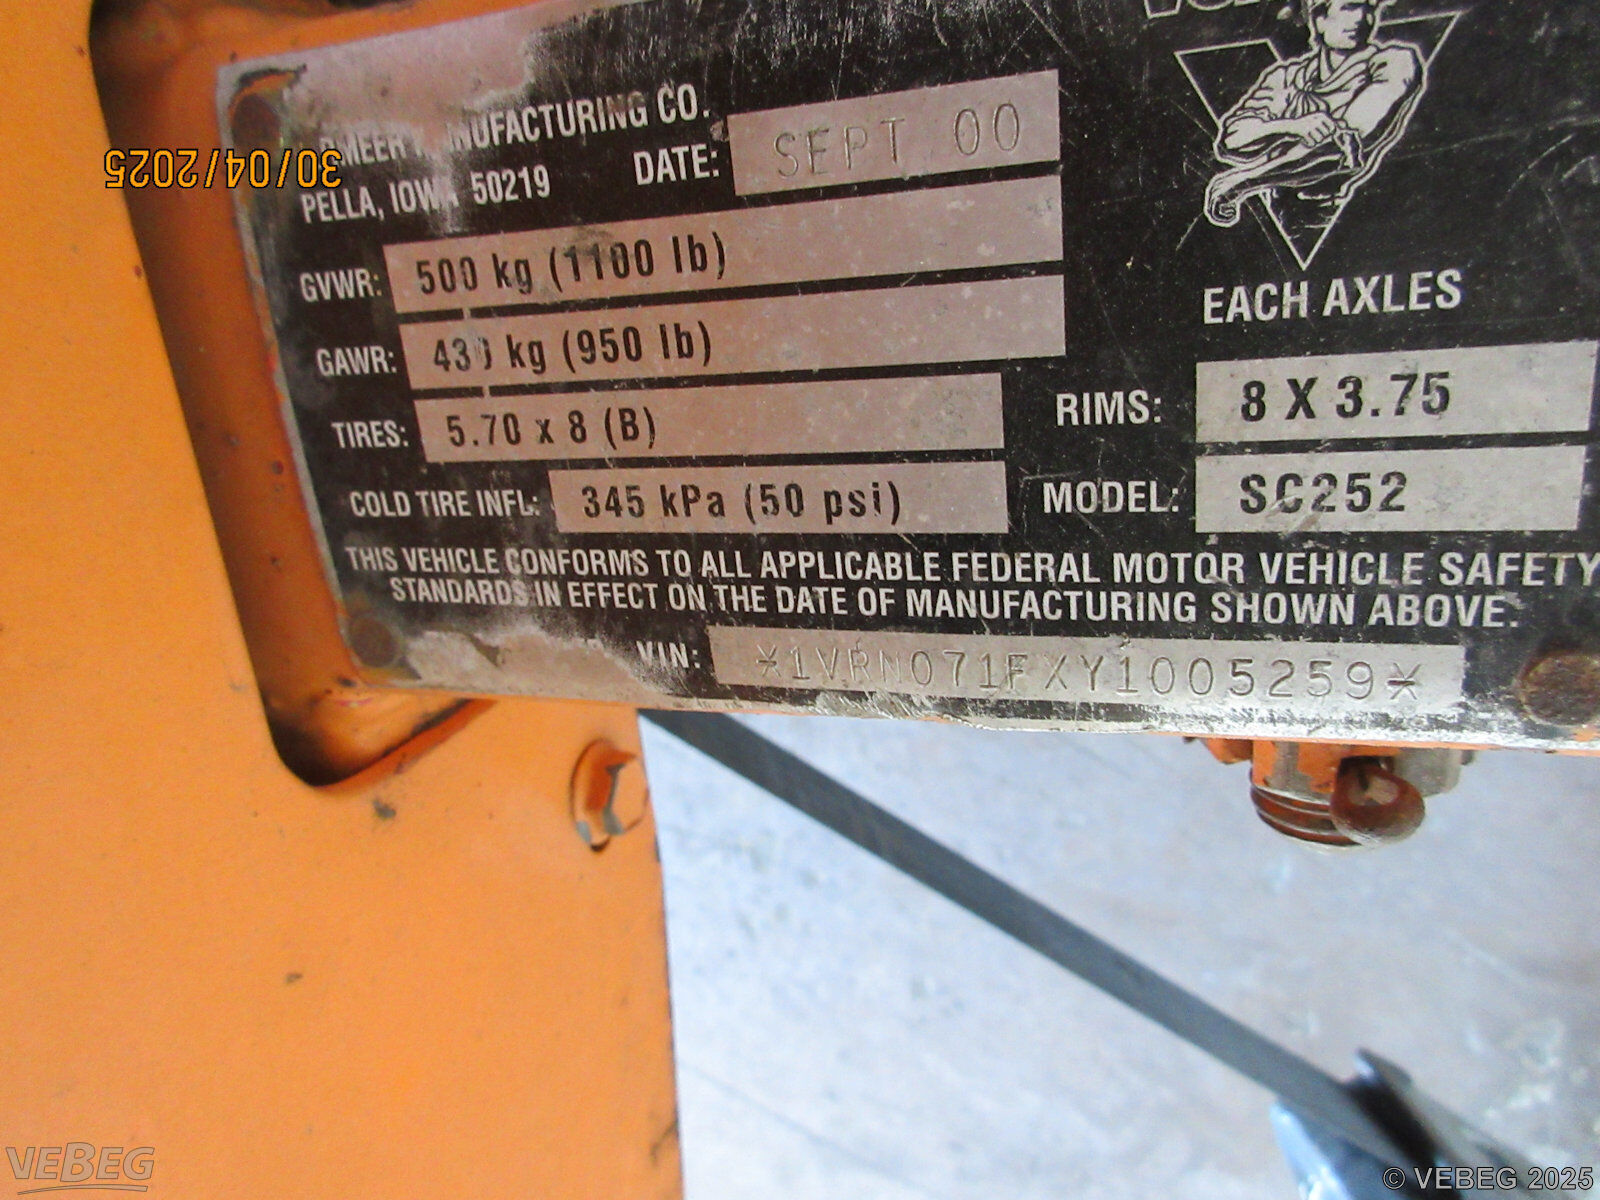 MANUFACTURING CO.
PELLA, IOWA 50219
DATE: SEPT 00
30/04/2025
GVWR: 500 kg (1100 lb)
GAWR: 430 kg (950 lb)
EACH AXLES
TIRES: 5.70 x 8 (B)
RIMS: 8 X 3.75
COLD TIRE INFL: 345 kPa (50 psi)
MODEL: SC252
THIS VEHICLE CONFORMS TO ALL APPLICABLE FEDERAL MOTOR VEHICLE SAFETY
STANDARDS IN EFFECT ON THE DATE OF MANUFACTURING SHOWN ABOVE.
VIN: *1VRN071FXY1005259*
VEBEG
© VEBEG 2025